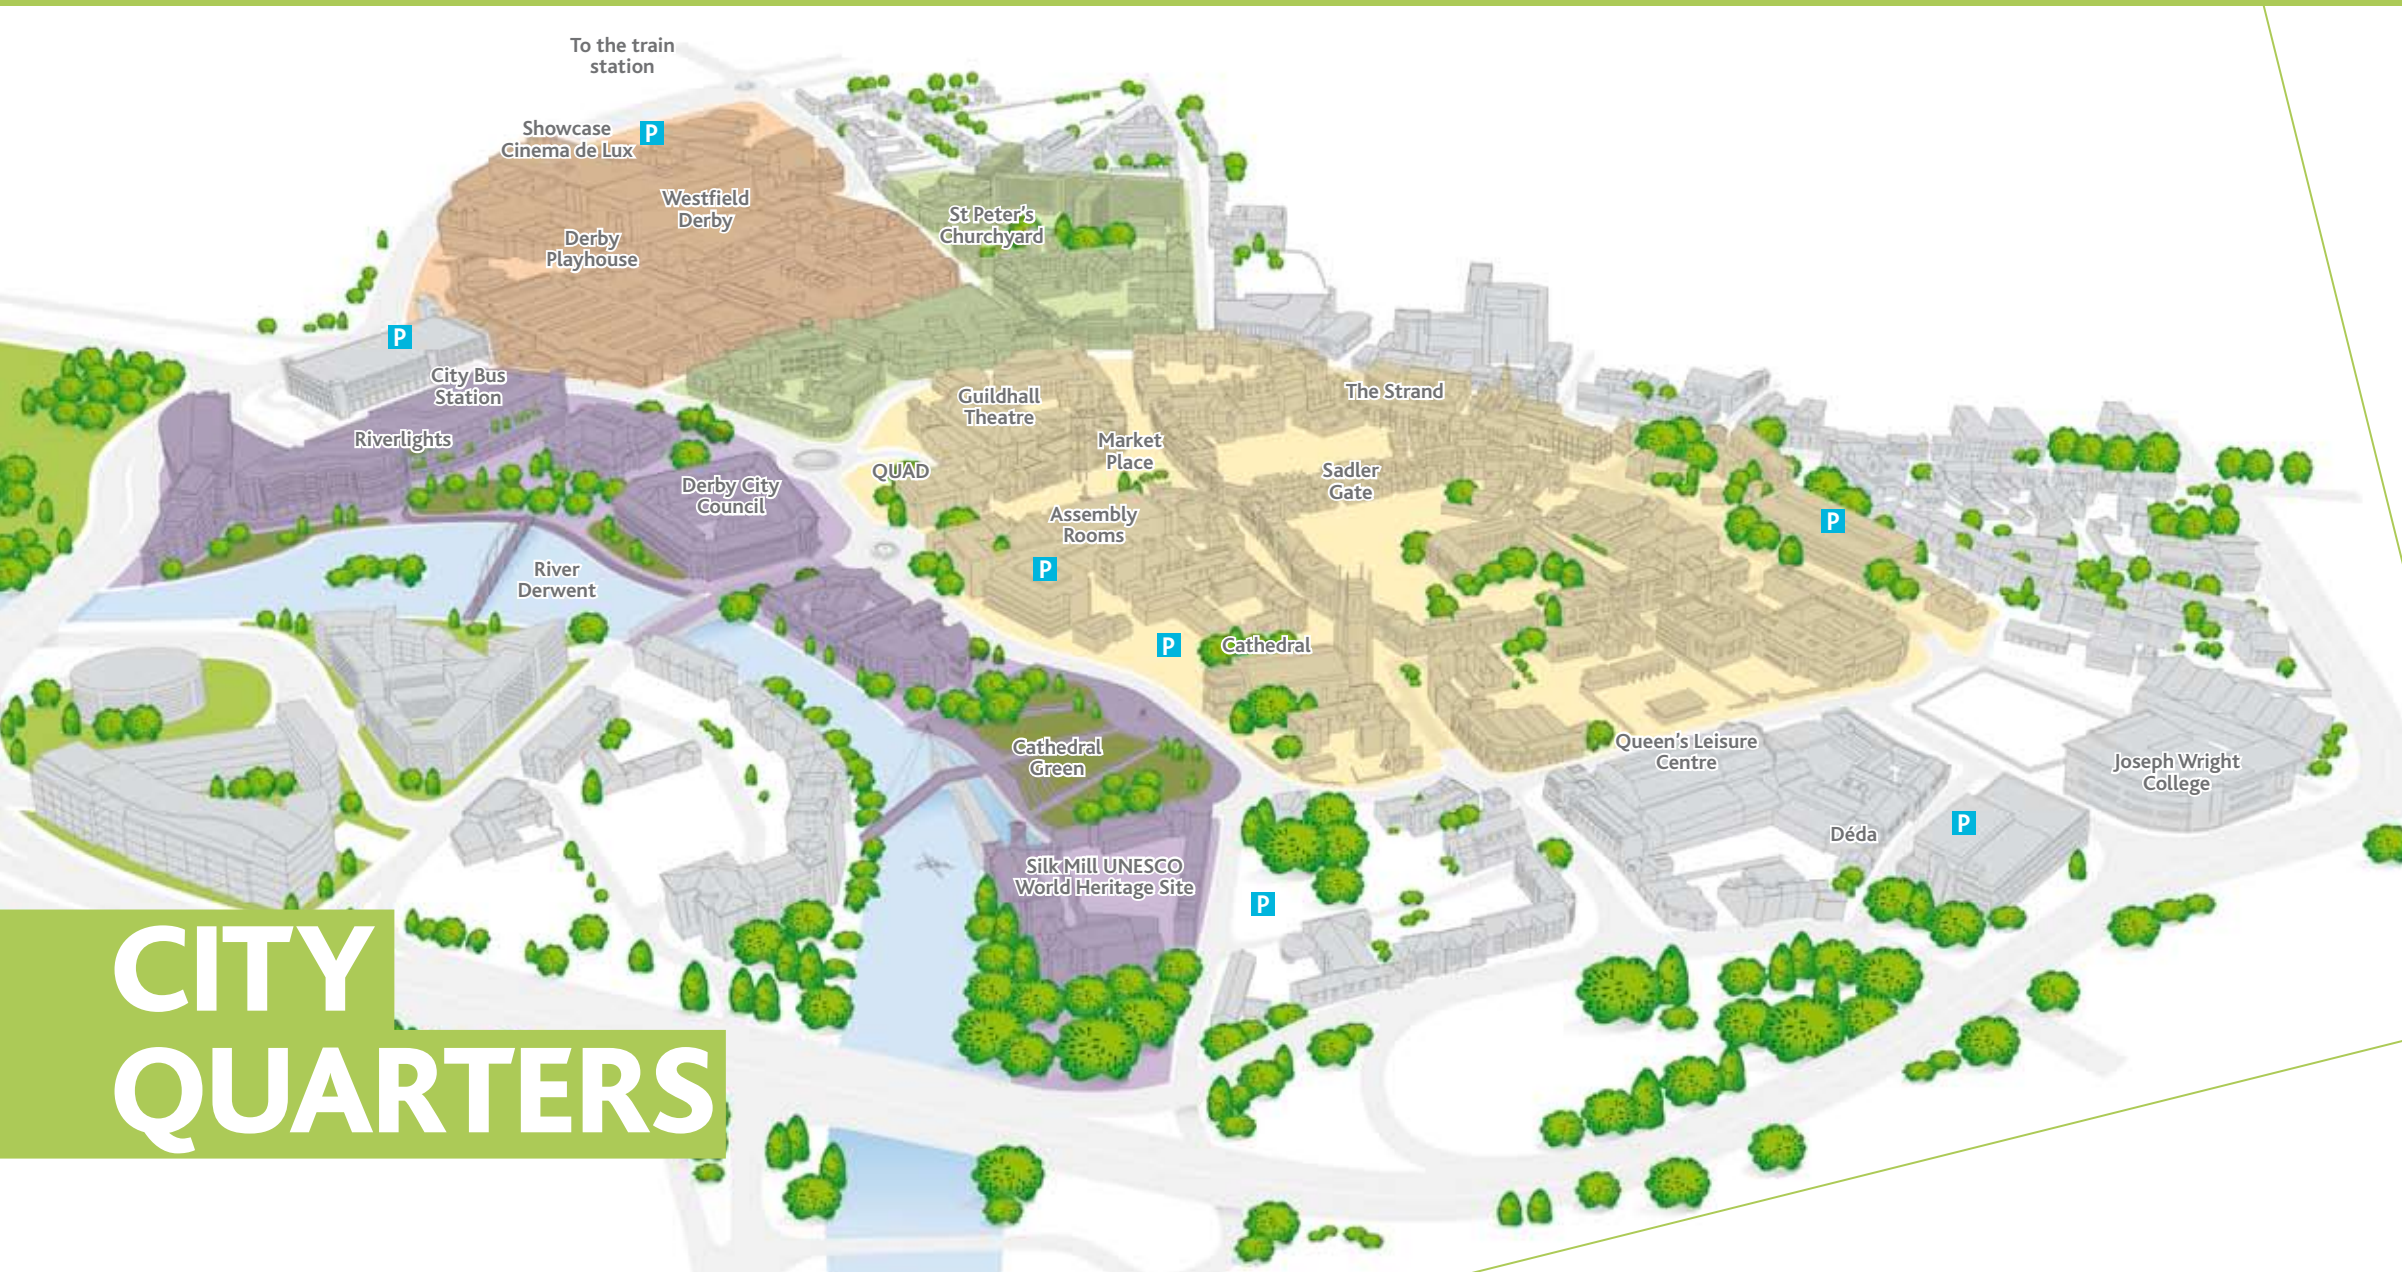 To the train
station
Showcase
Cinema de Lux
P
Westfield
Derby
Derby
Playhouse
St Peter's
Churchyard
P
City Bus
Station
Riverlights
Guildhall
Theatre
The Strand
Market
Place
QUAD
Sadler
Gate
Derby City
Council
Assembly
Rooms
P
P
River
Derwent
P
Cathedral
Cathedral
Green
Queen's Leisure
Centre
Joseph Wright
College
Déda
P
Silk Mill UNESCO
World Heritage Site
P
CITY
QUARTERS